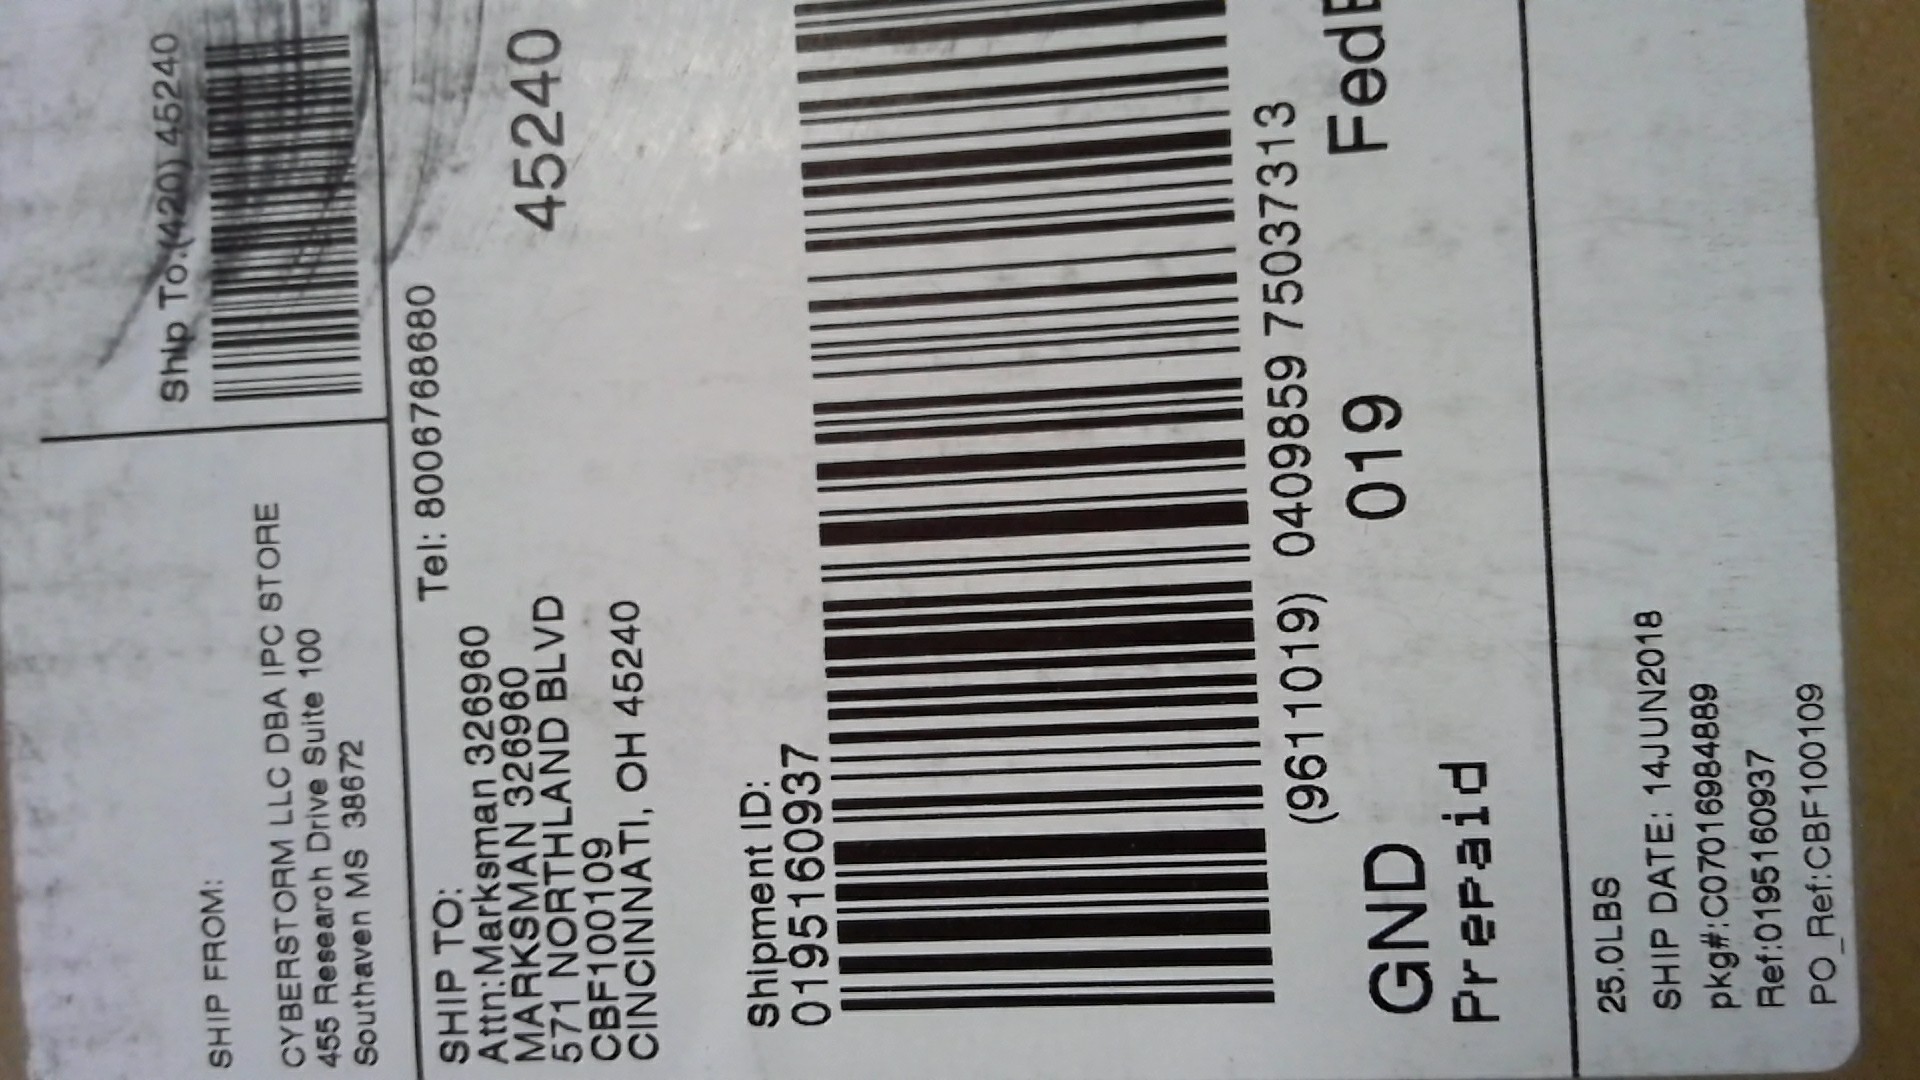 SHIP FROM:
CYBERSTORM LLC DBA IPC STORE
455 Research Drive Suite 100
Southaven MS 38672
Ship To:(420) 45240
SHIP TO:
Tel: 8006768680
Attn:Marksman 326960
MARKSMAN 326960
571 NORTHLAND BLVD
CBF100109
CINCINNATI, OH 45240
45240
Shipment ID:
0195160937
(9611019) 0409859 75037313
GND 019 FedE
Prepaid
25.0LBS
SHIP DATE: 14JUN2018
pkg#:C07016984889
Ref:0195160937
PO_Ref:CBF100109